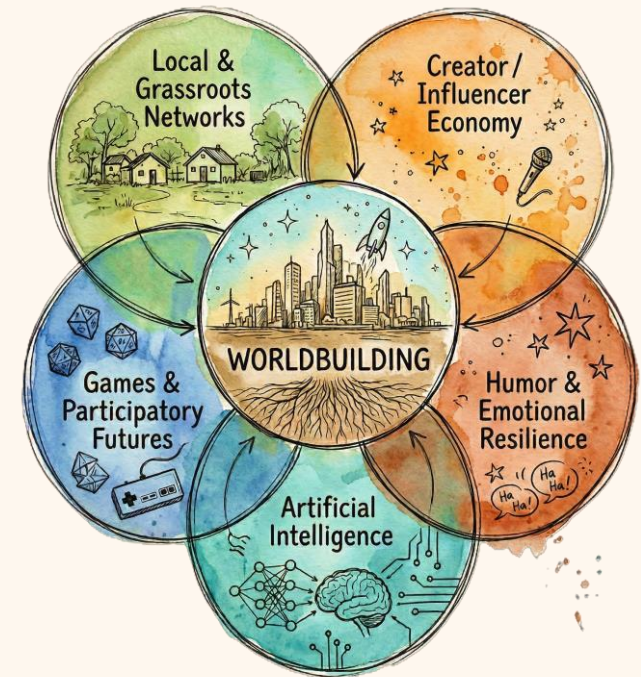 Local &
Grassroots
Networks
Creator /
Influencer
Economy
WORLDBUILDING
Games &
Participatory
Futures
Humor &
Emotional
Resilience
Ha
Ha!
Ha
Ha!
Artificial
Intelligence